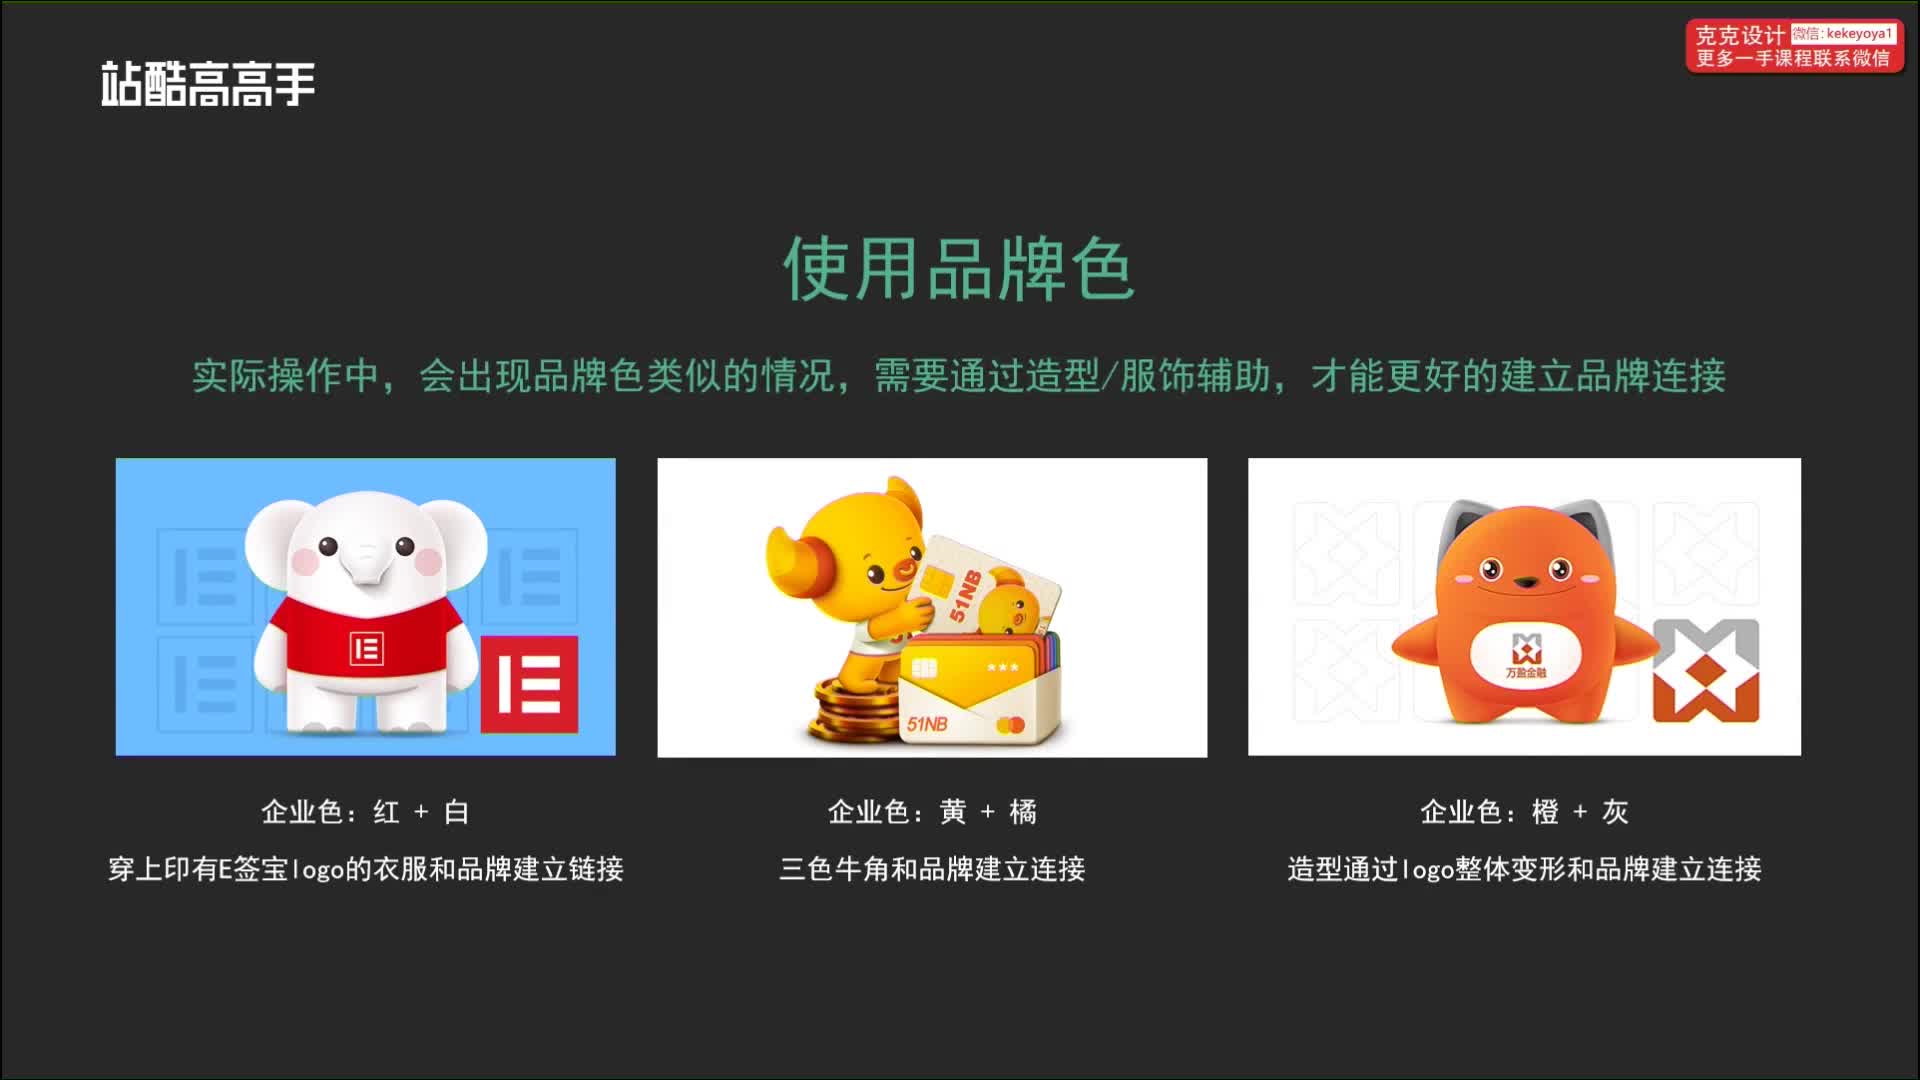 站酷高高手
克克设计 微信:kekeyoya1
更多一手课程联系微信
使用品牌色
实际操作中，会出现品牌色类似的情况，需要通过造型/服饰辅助，才能更好的建立品牌连接
51NB
51NB
***
万盈金融
企业色：红 + 白
穿上印有E签宝logo的衣服和品牌建立链接
企业色：黄 + 橘
三色牛角和品牌建立连接
企业色：橙 + 灰
造型通过logo整体变形和品牌建立连接